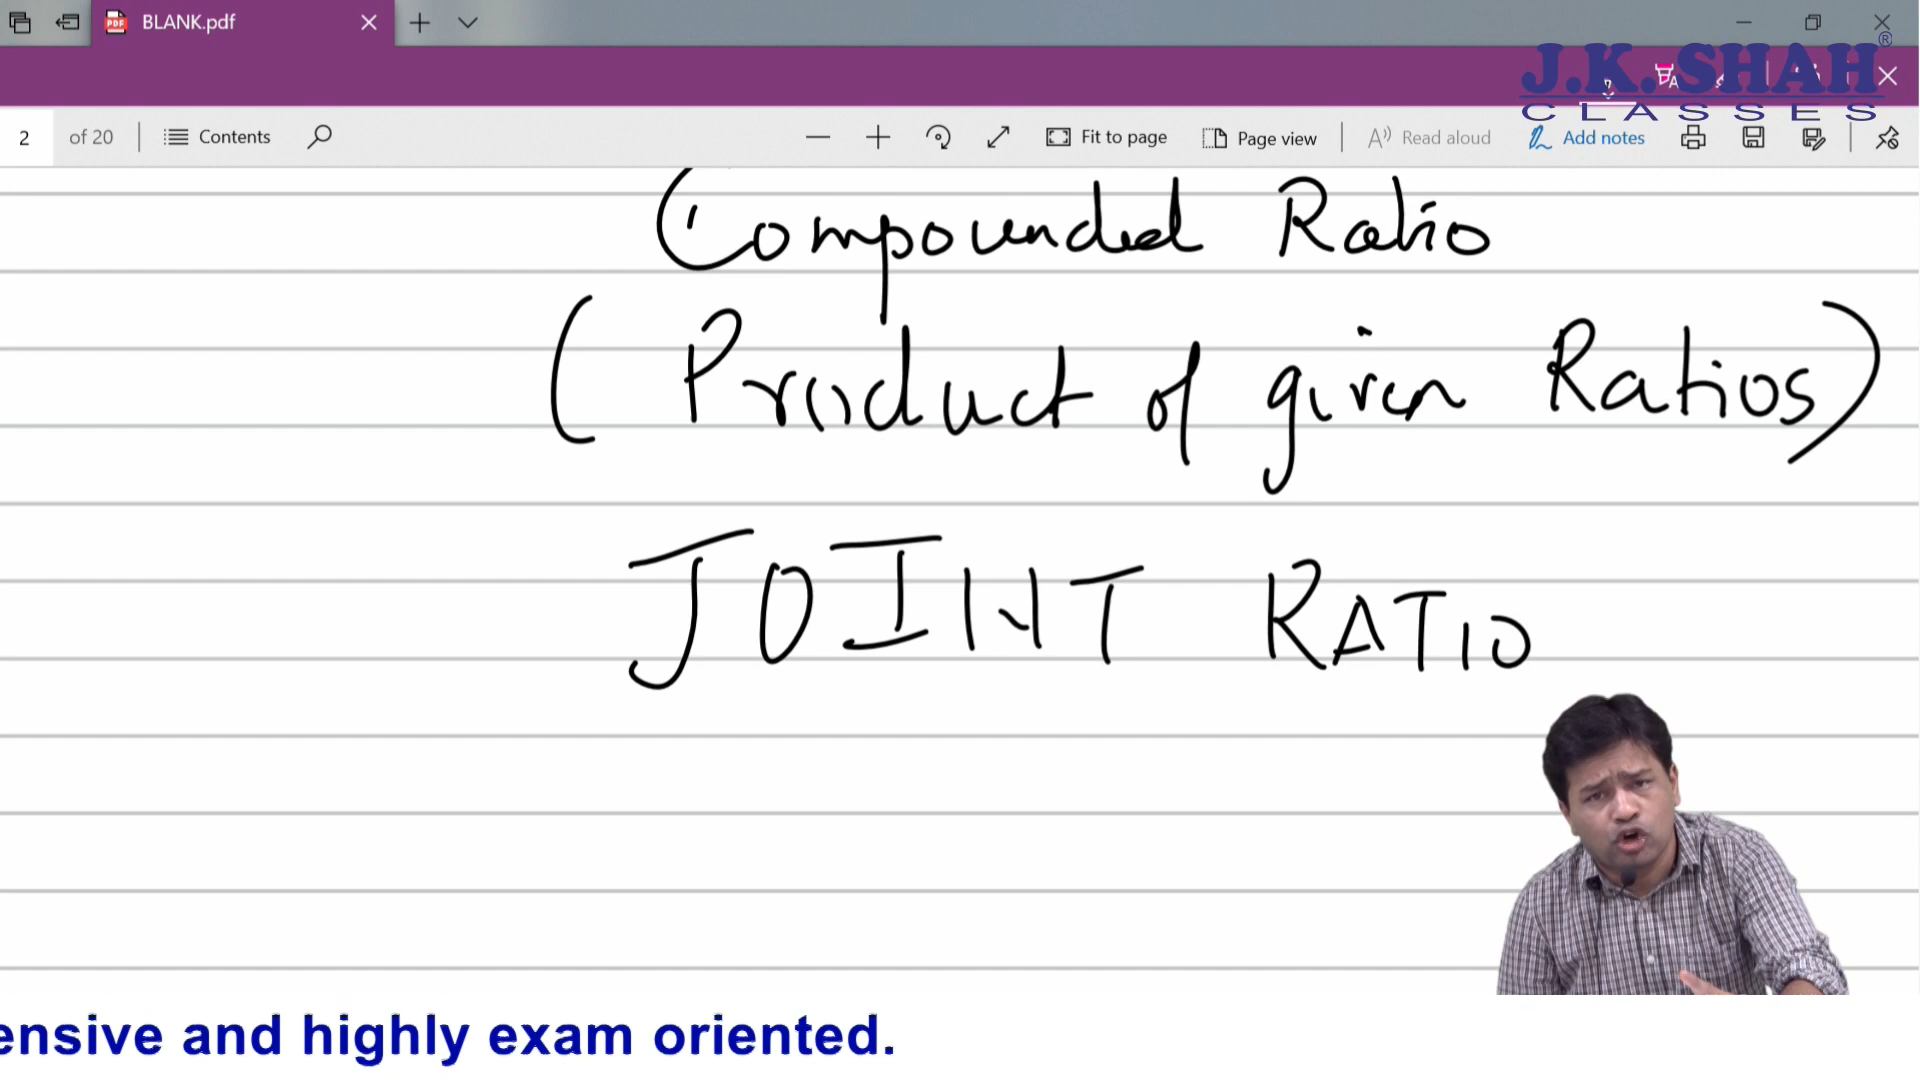 BLANK.pdf
J.K. SHAH ®
CLASSES
2 of 20 Contents Fit to page Page view Read aloud Add notes
Compounded Ratio
( Product of given Ratios)
JOINT RATIO
ensive and highly exam oriented.